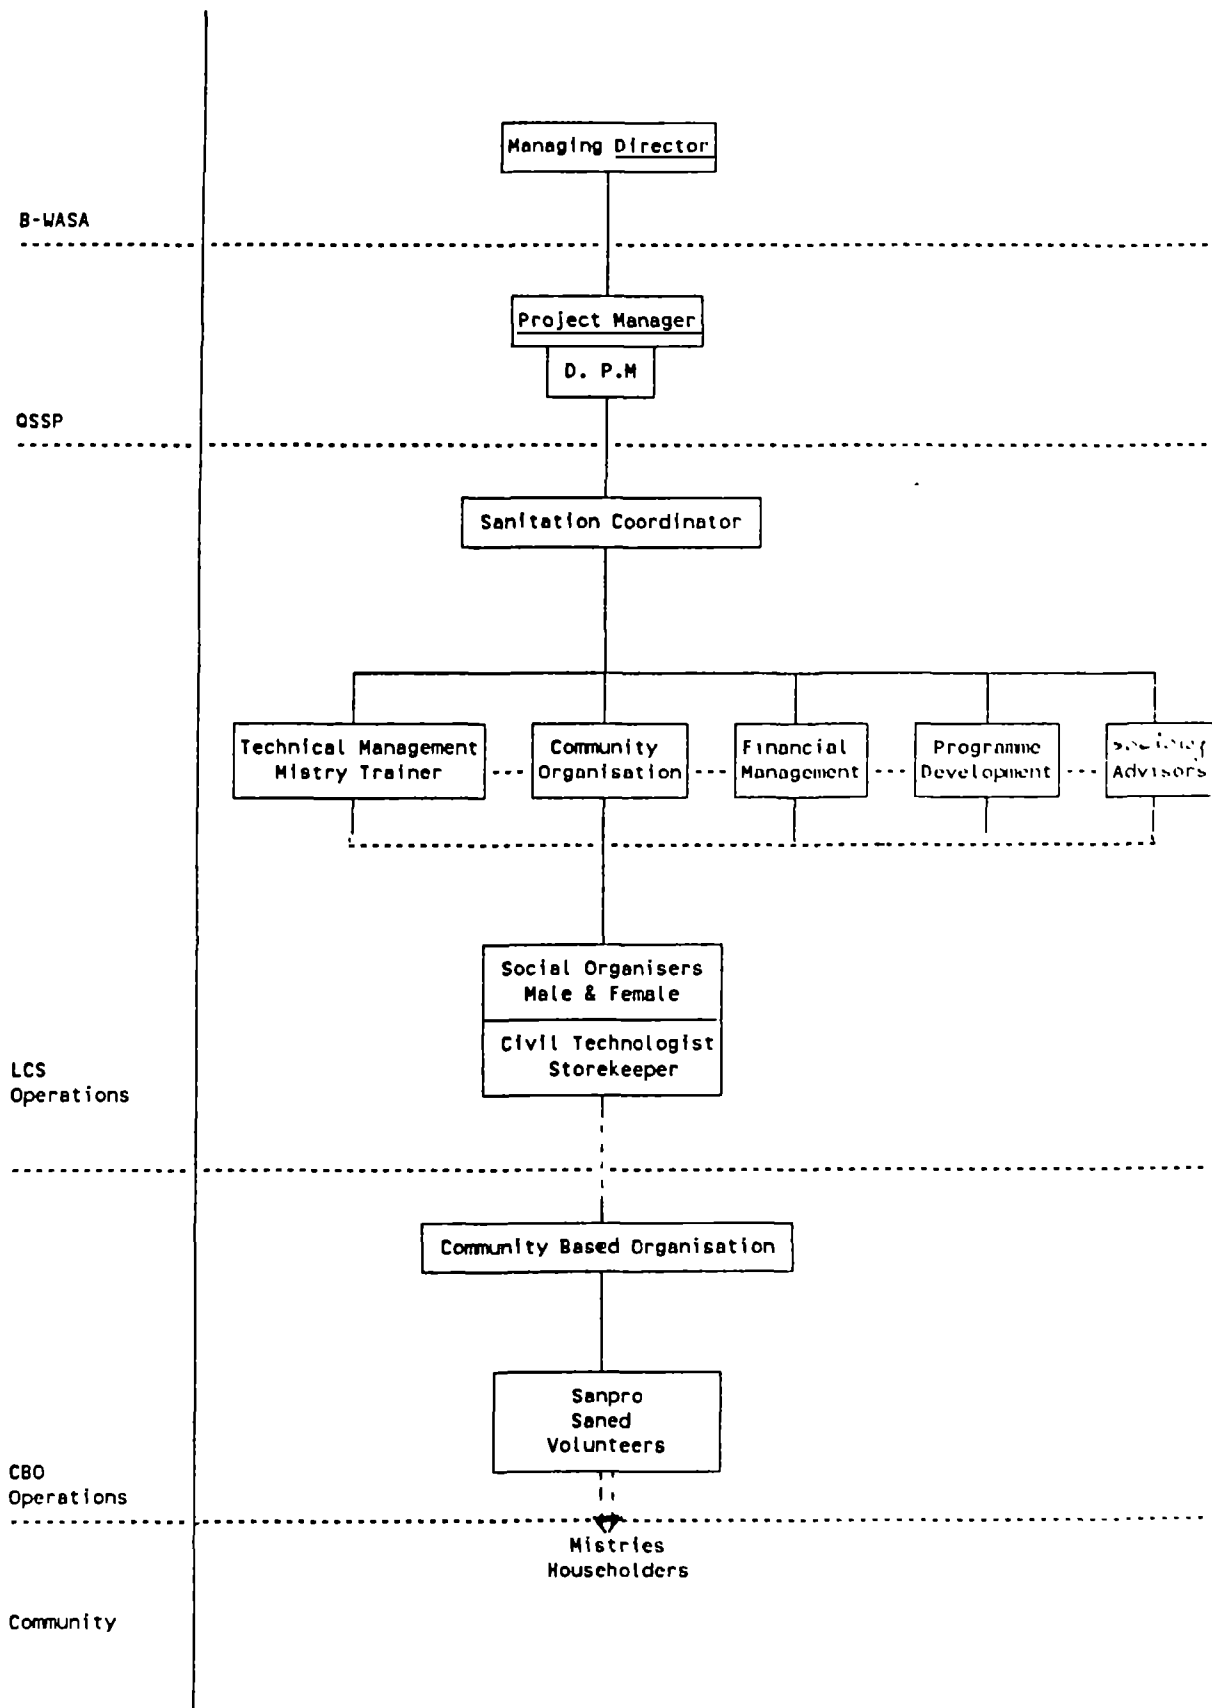 Managing Director
B-WASA
Project Manager
D. P.M
QSSP
Sanitation Coordinator
Technical Management
Mistry Trainer
Community
Organisation
Financial
Management
Programme
Development
Advisors
Social Organisers
Male & Female
Civil Technologist
Storekeeper
LCS
Operations
Community Based Organisation
Sanpro
Saned
Volunteers
CBO
Operations
Mistries
Householders
Community